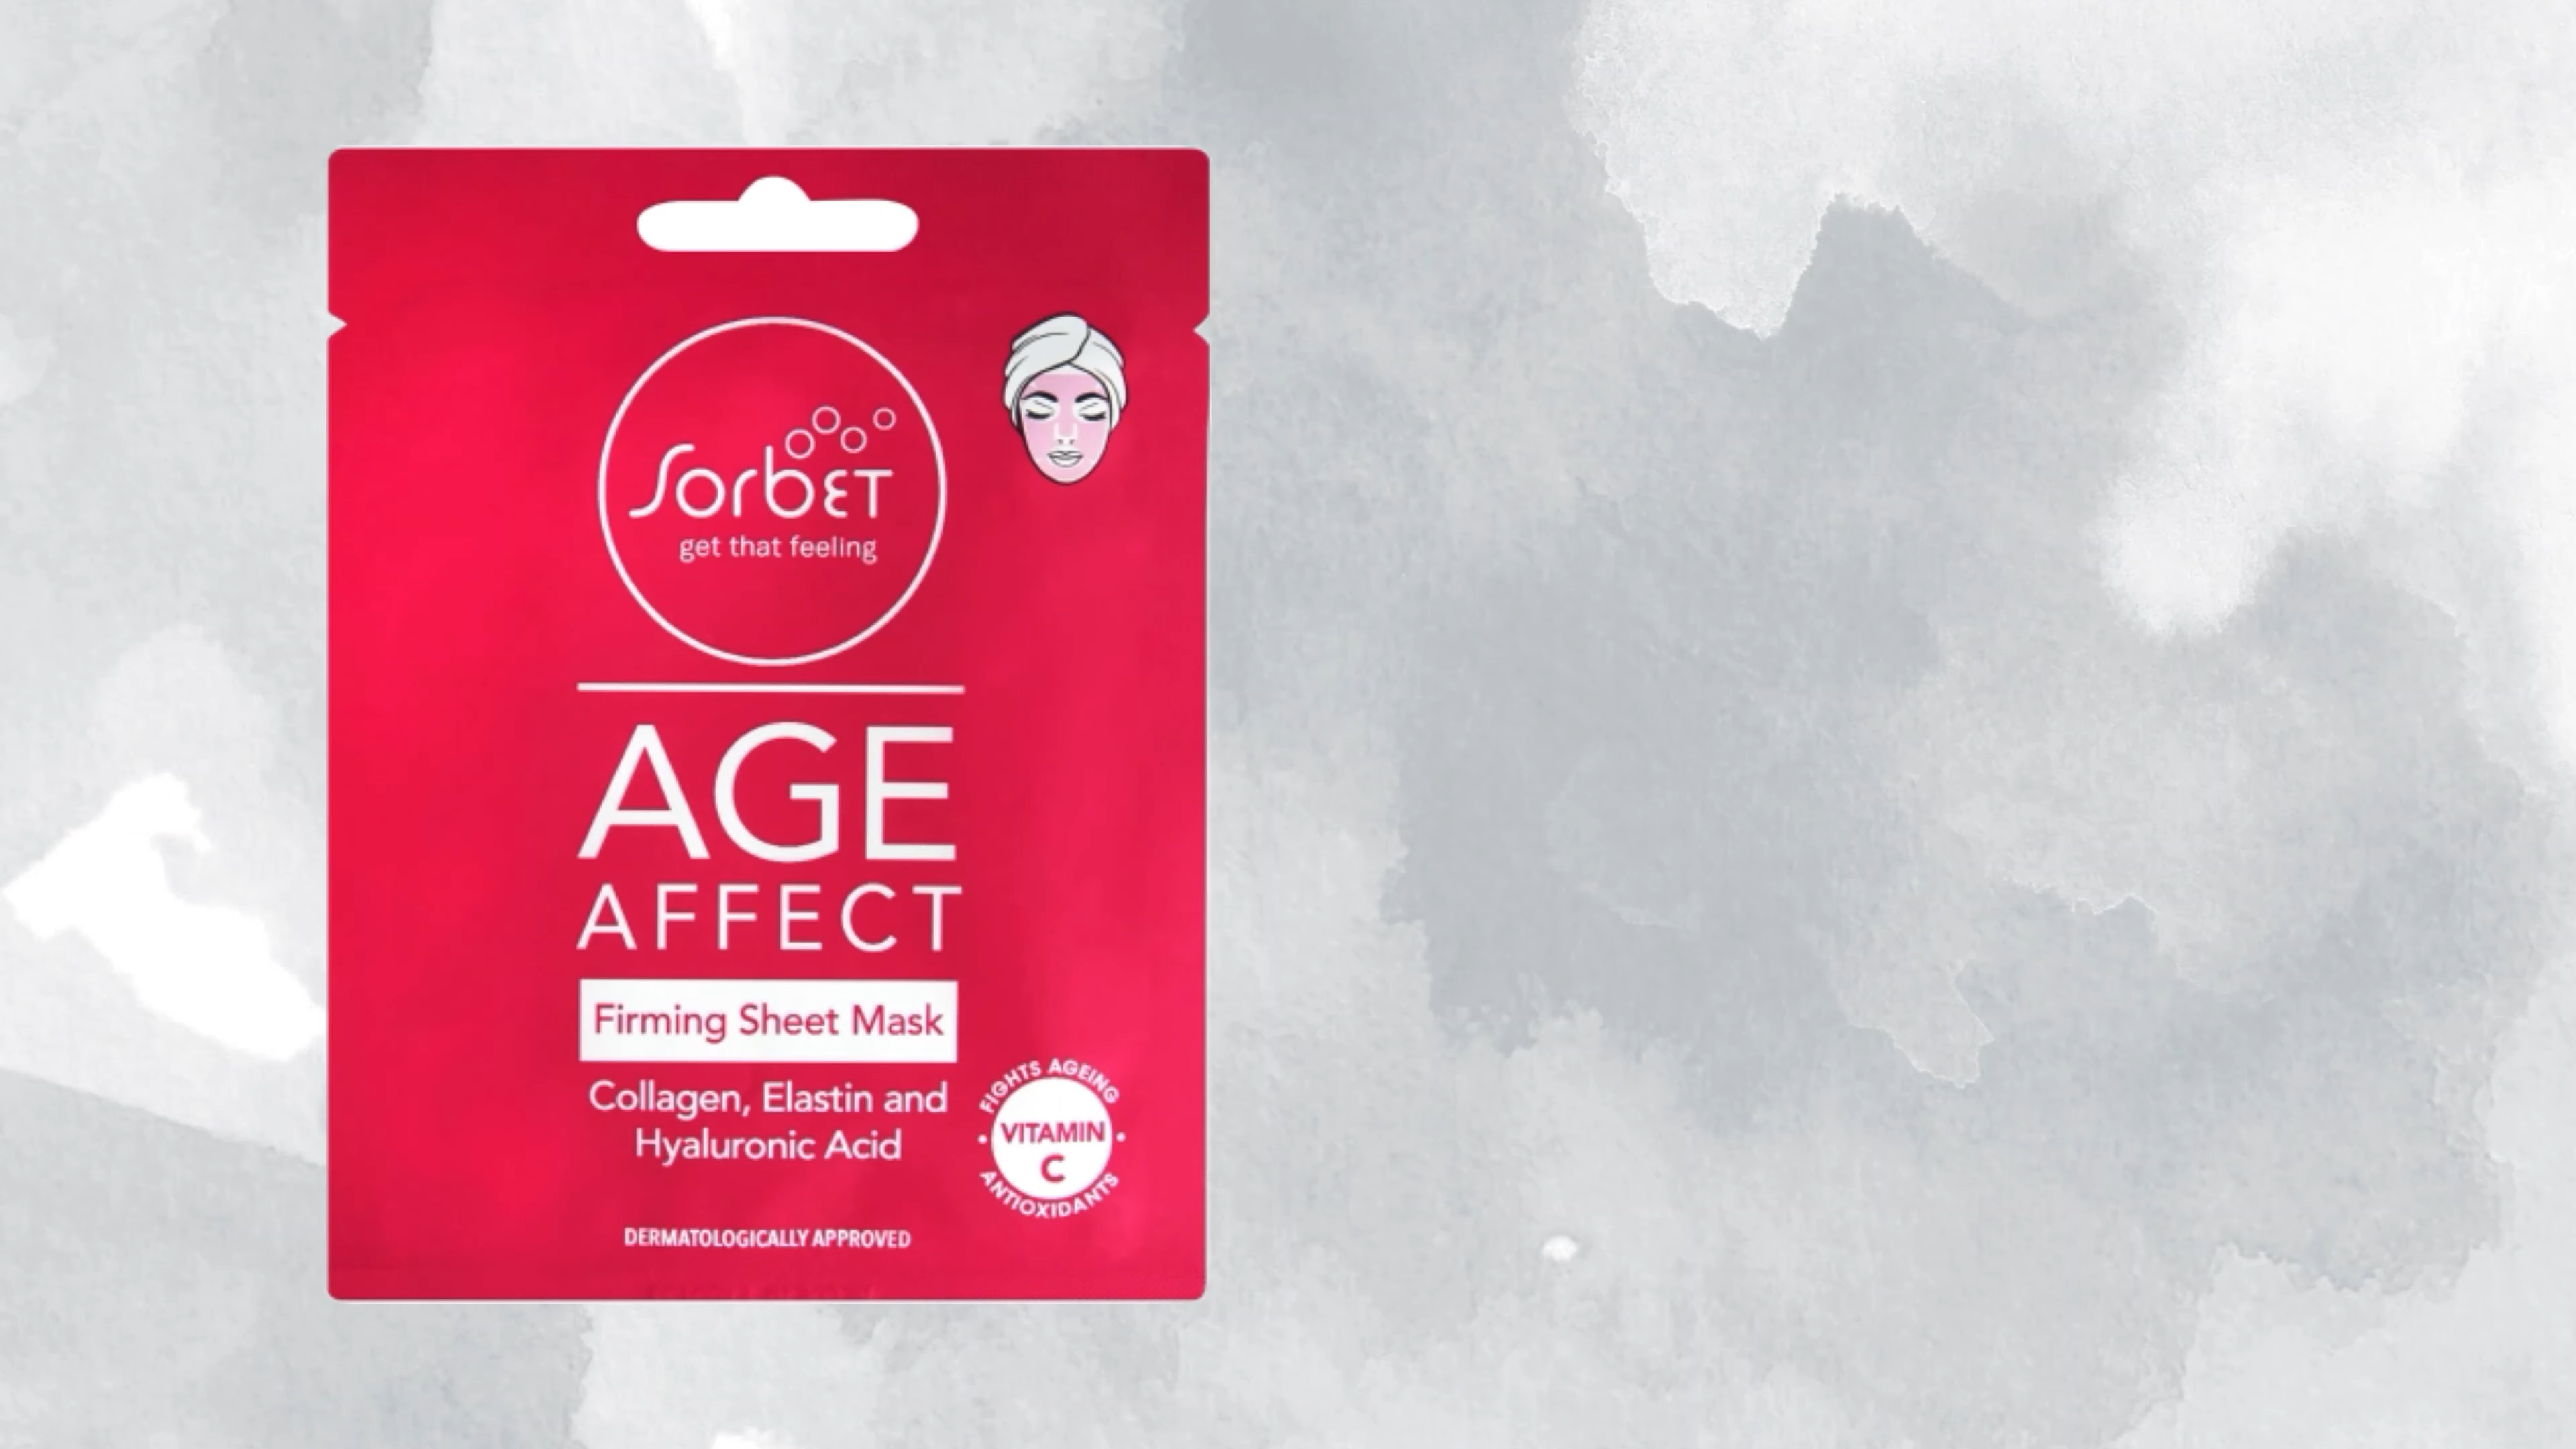 Sorbet
get that feeling
AGE
AFFECT
Firming Sheet Mask
Collagen, Elastin and
Hyaluronic Acid
FIGHTS AGEING
VITAMIN
C
ANTIOXIDANTS
DERMATOLOGICALLY APPROVED